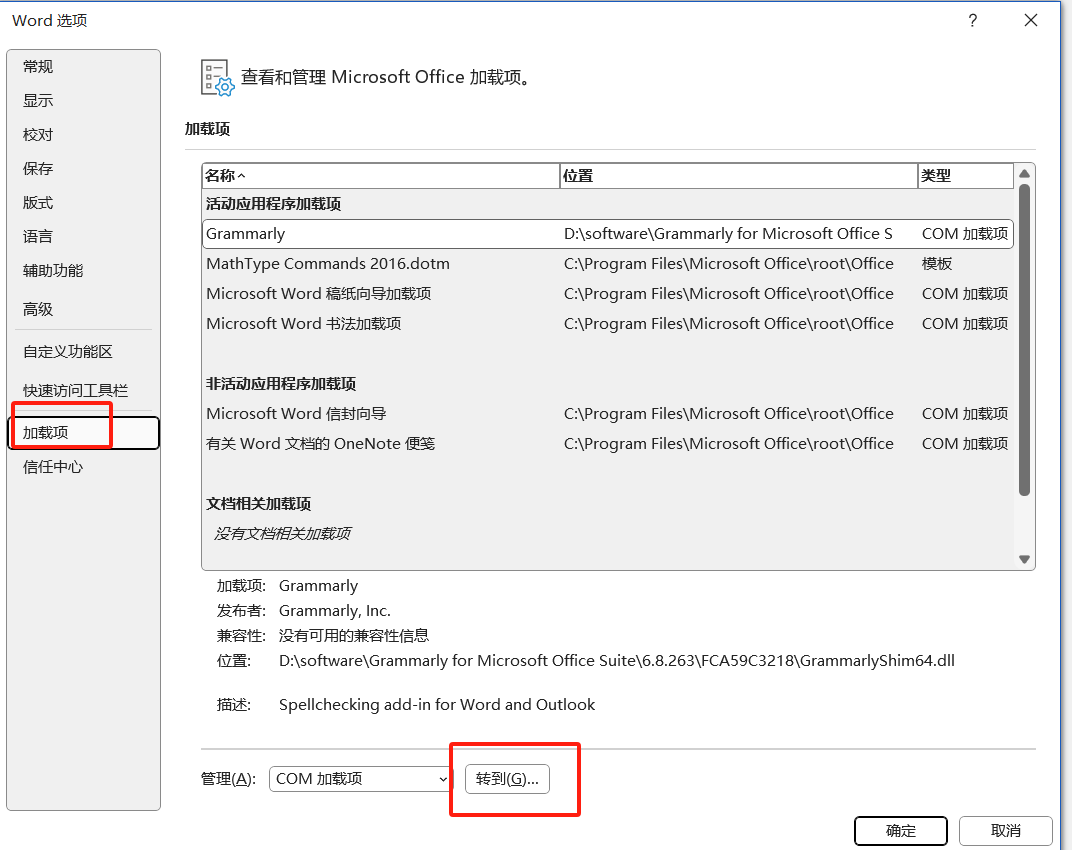 Word 选项
?
常规
显示
校对
保存
版式
语言
辅助功能
高级
自定义功能区
快速访问工具栏
加载项
信任中心
查看和管理 Microsoft Office 加载项。
加载项
名称 位置 类型
活动应用程序加载项
Grammarly D:\software\Grammarly for Microsoft Office S COM 加载项
MathType Commands 2016.dotm C:\Program Files\Microsoft Office\root\Office 模板
Microsoft Word 稿纸向导加载项 C:\Program Files\Microsoft Office\root\Office COM 加载项
Microsoft Word 书法加载项 C:\Program Files\Microsoft Office\root\Office COM 加载项
非活动应用程序加载项
Microsoft Word 信封向导 C:\Program Files\Microsoft Office\root\Office COM 加载项
有关 Word 文档的 OneNote 便笺 C:\Program Files\Microsoft Office\root\Office COM 加载项
文档相关加载项
没有文档相关加载项
加载项: Grammarly
发布者: Grammarly, Inc.
兼容性: 没有可用的兼容性信息
位置: D:\software\Grammarly for Microsoft Office Suite\6.8.263\FCA59C3218\GrammarlyShim64.dll
描述: Spellchecking add-in for Word and Outlook
管理(A): COM 加载项 转到(G)...
确定 取消